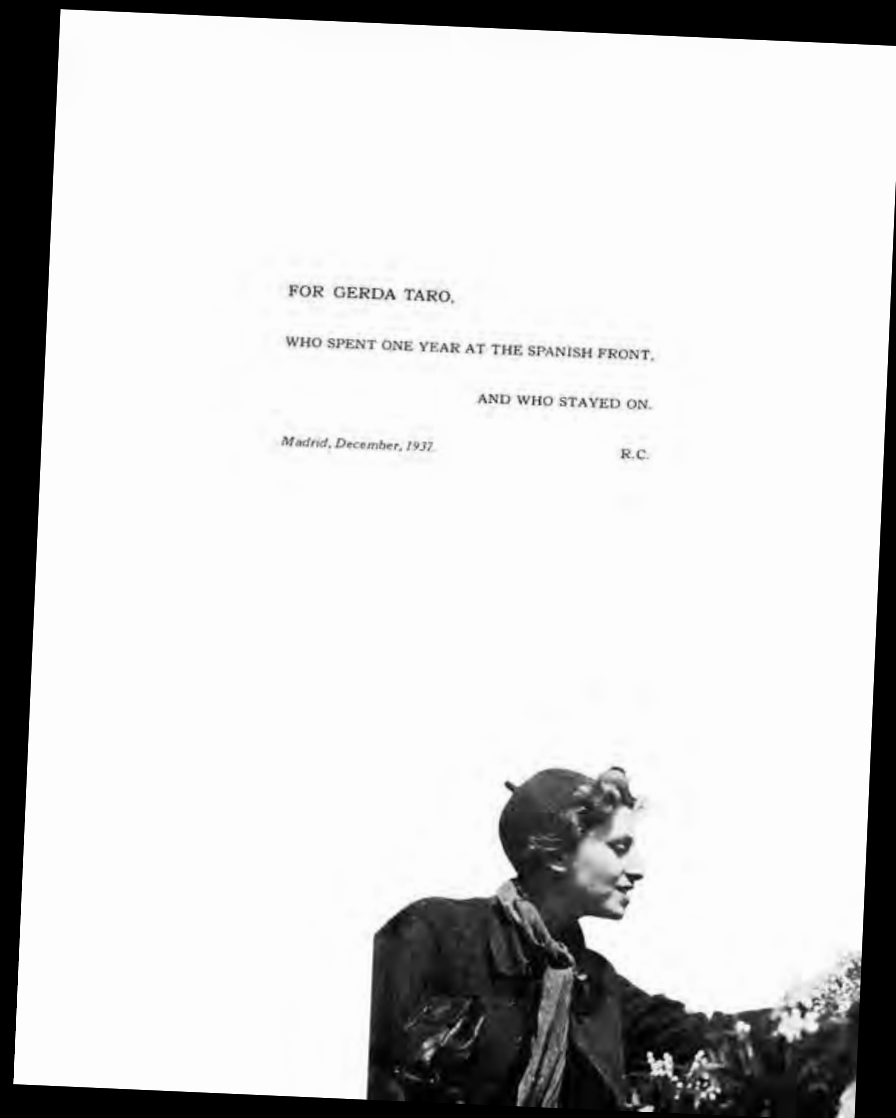 FOR GERDA TARO,
WHO SPENT ONE YEAR AT THE SPANISH FRONT,
AND WHO STAYED ON.
Madrid, December, 1937.
R.C.